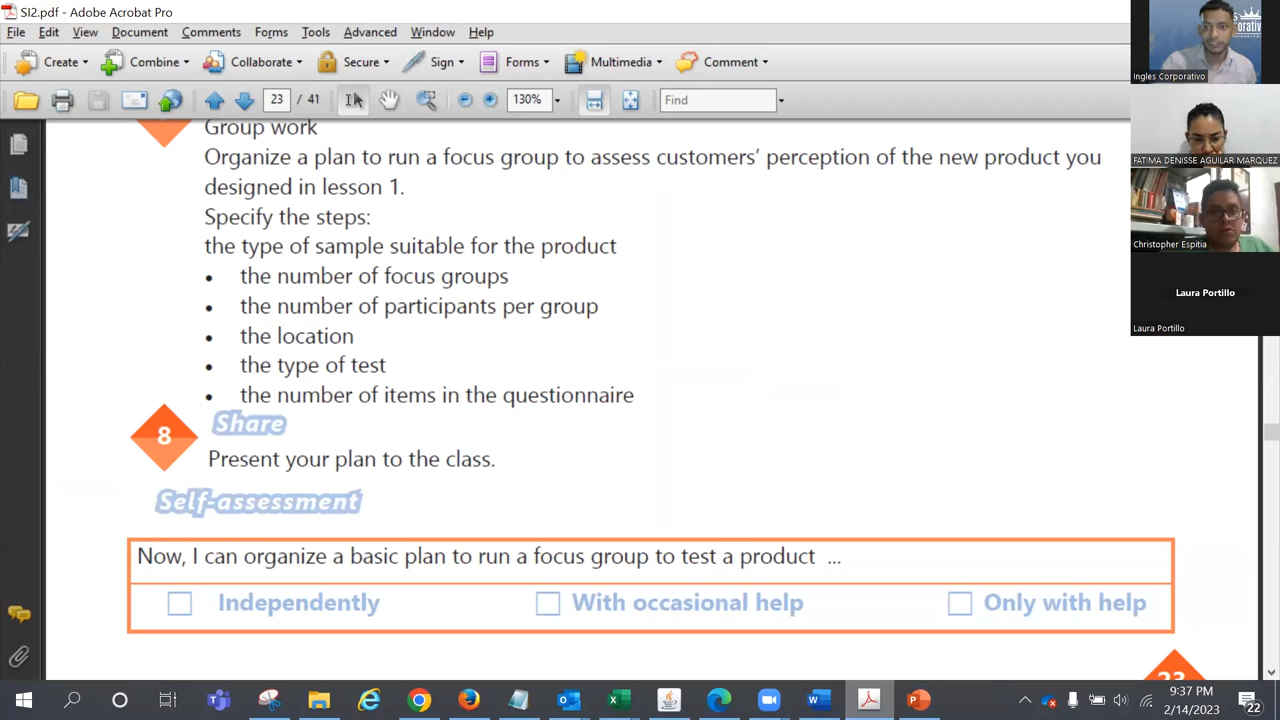 SI2.pdf - Adobe Acrobat Pro
File Edit View Document Comments Forms Tools Advanced Window Help
Create Combine Collaborate Secure Sign Forms Multimedia Comment
23 / 41 130% Find
Group work
Organize a plan to run a focus group to assess customers’ perception of the new product you
designed in lesson 1.
Specify the steps:
the type of sample suitable for the product
• the number of focus groups
• the number of participants per group
• the location
• the type of test
• the number of items in the questionnaire
8 Share
Present your plan to the class.
Self-assessment
Now, I can organize a basic plan to run a focus group to test a product ...
Independently With occasional help Only with help
Ingles Corporativo
FATIMA DENISSE AGUILAR MARQUEZ
Christopher Espitia
Laura Portillo
Laura Portillo
9:37 PM
2/14/2023
22